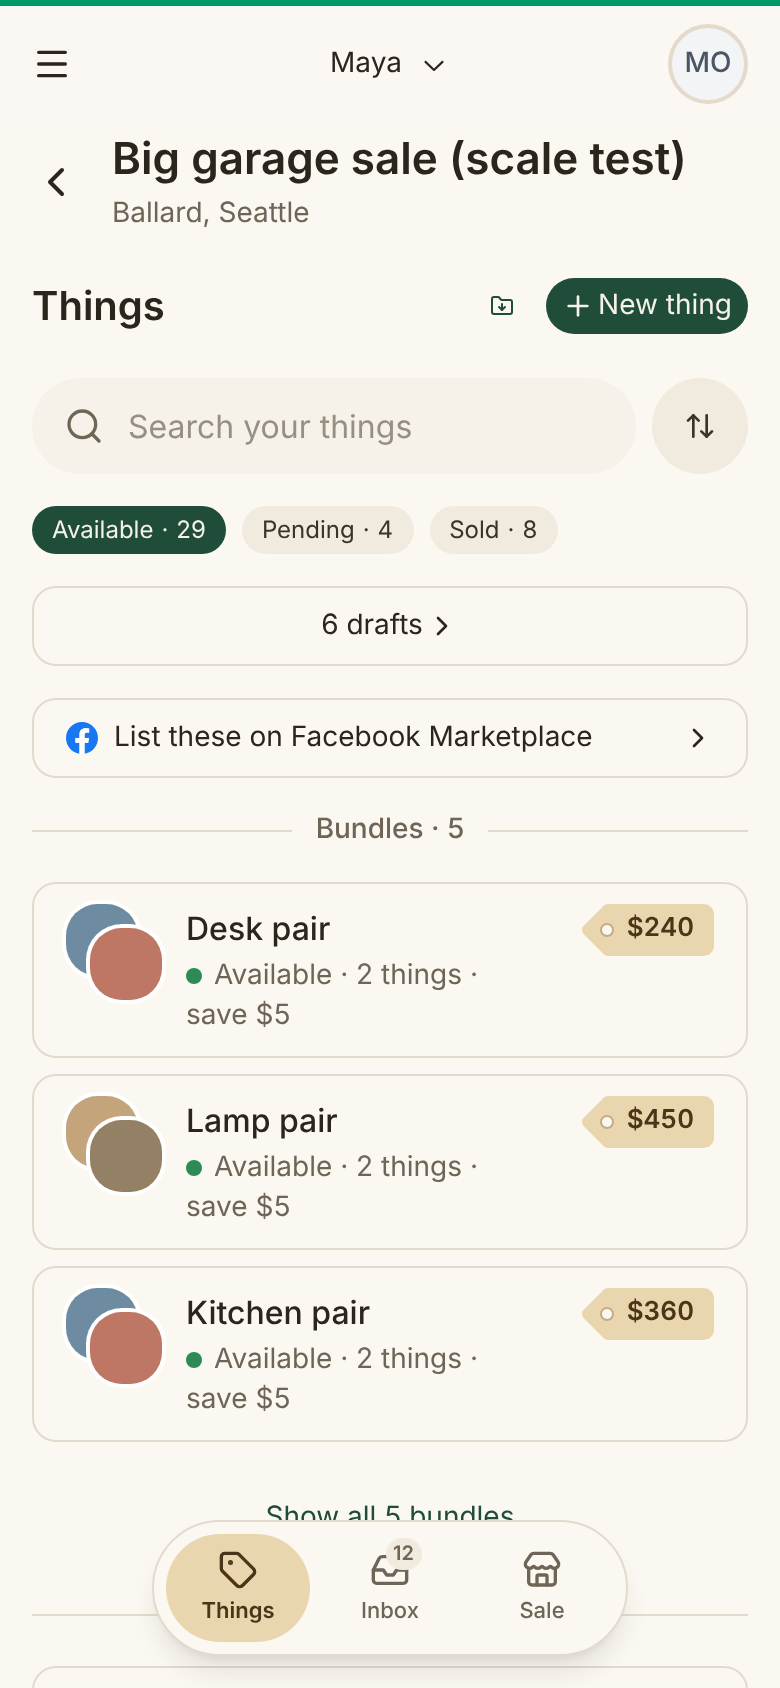 Maya
MO
Big garage sale (scale test)
Ballard, Seattle
Things
New thing
Search your things
Available · 29
Pending · 4
Sold · 8
6 drafts
List these on Facebook Marketplace
Bundles · 5
Desk pair
$240
Available · 2 things ·
save $5
Lamp pair
$450
Available · 2 things ·
save $5
Kitchen pair
$360
Available · 2 things ·
save $5
Show all 5 bundles
12
Things
Inbox
Sale